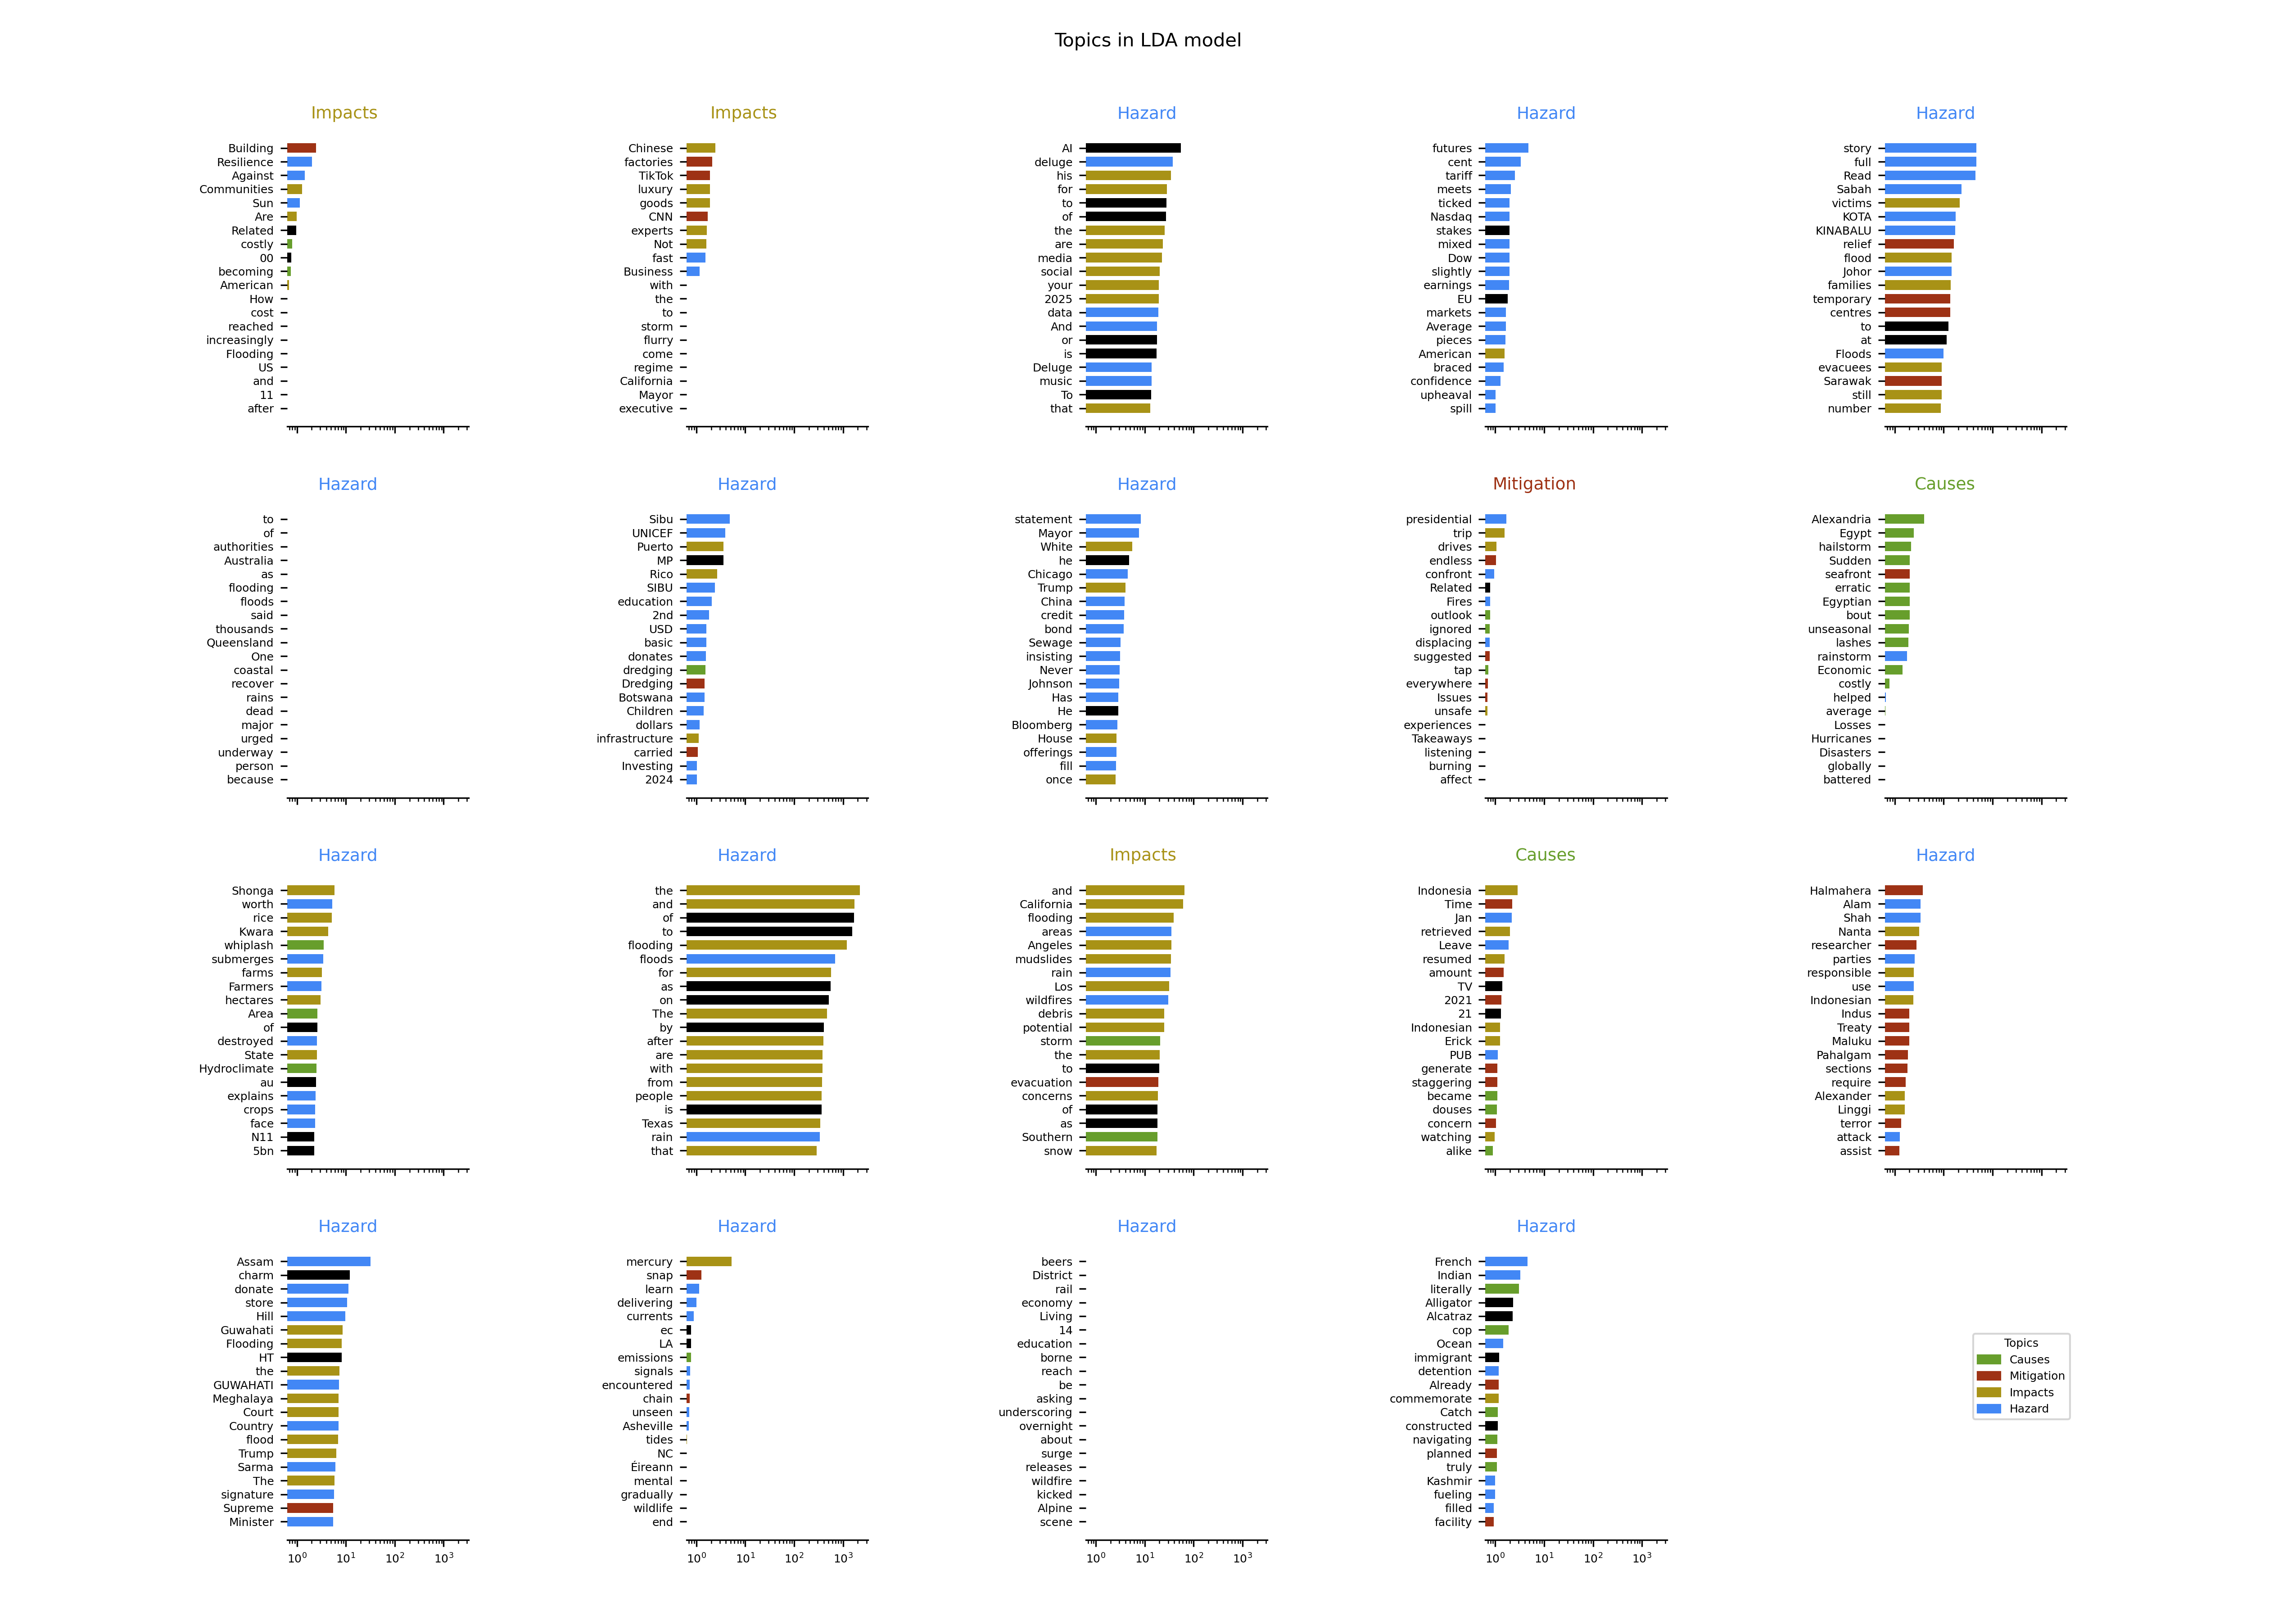 Topics in LDA model
Impacts
Building
Resilience
Against
Communities
Sun
Are
Related
costly
00
becoming
American
How
cost
reached
increasingly
Flooding
US
and
11
after
Impacts
Chinese
factories
TikTok
luxury
goods
CNN
experts
Not
fast
Business
with
the
to
storm
flurry
come
regime
California
Mayor
executive
Hazard
AI
deluge
his
for
to
of
the
are
media
social
your
2025
data
And
or
is
Deluge
music
To
that
Hazard
futures
cent
tariff
meets
ticked
Nasdaq
stakes
mixed
Dow
slightly
earnings
EU
markets
Average
pieces
American
braced
confidence
upheaval
spill
Hazard
story
full
Read
Sabah
victims
KOTA
KINABALU
relief
flood
Johor
families
temporary
centres
to
at
Floods
evacuees
Sarawak
still
number
Hazard
to
of
authorities
Australia
as
flooding
floods
said
thousands
Queensland
One
coastal
recover
rains
dead
major
urged
underway
person
because
Hazard
Sibu
UNICEF
Puerto
MP
Rico
SIBU
education
2nd
USD
basic
donates
dredging
Dredging
Botswana
Children
dollars
infrastructure
carried
Investing
2024
Hazard
statement
Mayor
White
he
Chicago
Trump
China
credit
bond
Sewage
insisting
Never
Johnson
Has
He
Bloomberg
House
offerings
fill
once
Mitigation
presidential
trip
drives
endless
confront
Related
Fires
outlook
ignored
displacing
suggested
tap
everywhere
Issues
unsafe
experiences
Takeaways
listening
burning
affect
Causes
Alexandria
Egypt
hailstorm
Sudden
seafront
erratic
Egyptian
bout
unseasonal
lashes
rainstorm
Economic
costly
helped
average
Losses
Hurricanes
Disasters
globally
battered
Hazard
Shonga
worth
rice
Kwara
whiplash
submerges
farms
Farmers
hectares
Area
of
destroyed
State
Hydroclimate
au
explains
crops
face
N11
5bn
Hazard
the
and
of
to
flooding
floods
for
as
on
The
by
after
are
with
from
people
is
Texas
rain
that
Impacts
and
California
flooding
areas
Angeles
mudslides
rain
Los
wildfires
debris
potential
storm
the
to
evacuation
concerns
of
as
Southern
snow
Causes
Indonesia
Time
Jan
retrieved
Leave
resumed
amount
TV
2021
21
Indonesian
Erick
PUB
generate
staggering
became
douses
concern
watching
alike
Hazard
Halmahera
Alam
Shah
Nanta
researcher
parties
responsible
use
Indonesian
Indus
Treaty
Maluku
Pahalgam
sections
require
Alexander
Linggi
terror
attack
assist
Hazard
Assam
charm
donate
store
Hill
Guwahati
Flooding
HT
the
GUWAHATI
Meghalaya
Court
Country
flood
Trump
Sarma
The
signature
Supreme
Minister
10⁰ 10¹ 10² 10³
Hazard
mercury
snap
learn
delivering
currents
ec
LA
emissions
signals
encountered
chain
unseen
Asheville
tides
NC
Éireann
mental
gradually
wildlife
end
10⁰ 10¹ 10² 10³
Hazard
beers
District
rail
economy
Living
14
education
borne
reach
be
asking
underscoring
overnight
about
surge
releases
wildfire
kicked
Alpine
scene
10⁰ 10¹ 10² 10³
Hazard
French
Indian
literally
Alligator
Alcatraz
cop
Ocean
immigrant
detention
Already
commemorate
Catch
constructed
navigating
planned
truly
Kashmir
fueling
filled
facility
10⁰ 10¹ 10² 10³
Topics
Causes
Mitigation
Impacts
Hazard